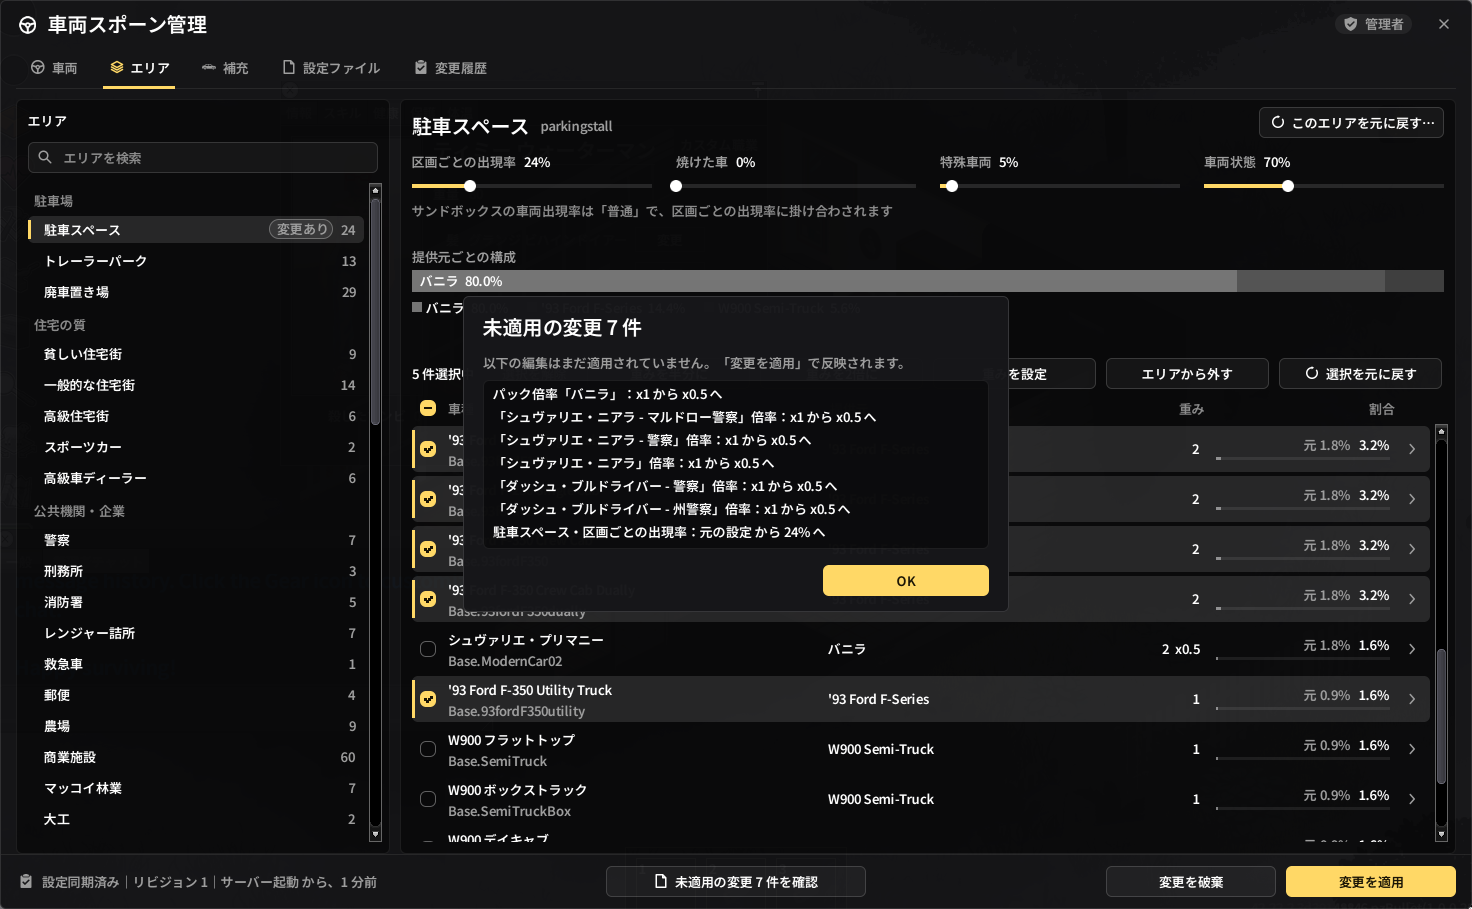 車両スポーン管理
管理者
車両
エリア
補充
設定ファイル
変更履歴
エリア
エリアを検索
駐車場
駐車スペース 変更あり 24
トレーラーパーク 13
廃車置き場 29
住宅の質
貧しい住宅街 9
一般的な住宅街 14
高級住宅街 6
スポーツカー 2
高級車ディーラー 6
公共機関・企業
警察 7
刑務所 3
消防署 5
レンジャー詰所 7
救急車 1
郵便 4
農場 9
商業施設 60
マッコイ林業 7
大工 2
駐車スペース parkingstall
このエリアを元に戻す…
区画ごとの出現率 24%
焼けた車 0%
特殊車両 5%
車両状態 70%
サンドボックスの車両出現率は「普通」で、区画ごとの出現率に掛け合わされます
提供元ごとの構成
バニラ 80.0%
バニラ
未適用の変更 7 件
以下の編集はまだ適用されていません。「変更を適用」で反映されます。
パック倍率「バニラ」：x1 から x0.5 へ
「シュヴァリエ・ニアラ - マルドロー警察」倍率：x1 から x0.5 へ
「シュヴァリエ・ニアラ - 警察」倍率：x1 から x0.5 へ
「シュヴァリエ・ニアラ」倍率：x1 から x0.5 へ
「ダッシュ・ブルドライバー - 警察」倍率：x1 から x0.5 へ
「ダッシュ・ブルドライバー - 州警察」倍率：x1 から x0.5 へ
駐車スペース・区画ごとの出現率：元の設定 から 24% へ
OK
5 件選択
を設定
エリアから外す
選択を元に戻す
車 重み 割合
'93 2 元 1.8% 3.2%
Ba
'93 2 元 1.8% 3.2%
Ba
'93 2 元 1.8% 3.2%
Ba
'93 Ford F-350 Crew Cab Dually 2 元 1.8% 3.2%
Base.93fordF350dually
シュヴァリエ・プリマニー バニラ 2 x0.5 元 1.8% 1.6%
Base.ModernCar02
'93 Ford F-350 Utility Truck '93 Ford F-Series 1 元 0.9% 1.6%
Base.93fordF350utility
W900 フラットトップ W900 Semi-Truck 1 元 0.9% 1.6%
Base.SemiTruck
W900 ボックストラック W900 Semi-Truck 1 元 0.9% 1.6%
Base.SemiTruckBox
W900 デイキャブ
設定同期済み | リビジョン 1 | サーバー起動 から、1 分前
未適用の変更 7 件を確認
変更を破棄
変更を適用